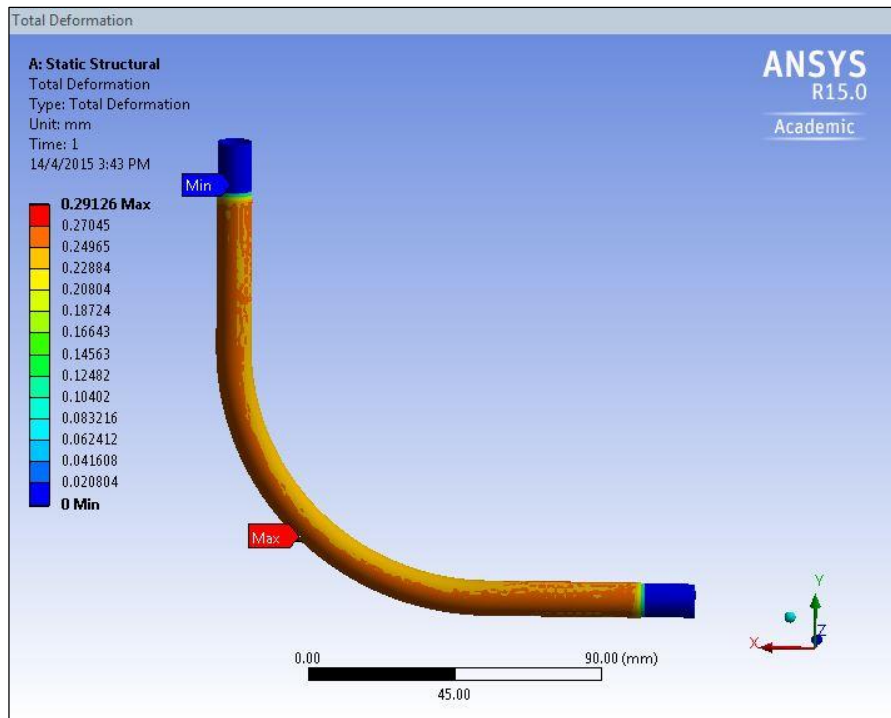 Total Deformation
A: Static Structural
Total Deformation
Type: Total Deformation
Unit: mm
Time: 1
14/4/2015 3:43 PM
ANSYS
R15.0
Academic
0.29126 Max
0.27045
0.24965
0.22884
0.20804
0.18724
0.16643
0.14563
0.12482
0.10402
0.083216
0.062412
0.041608
0.020804
0 Min
Min
Max
0.00
90.00 (mm)
45.00
Y
X
Z